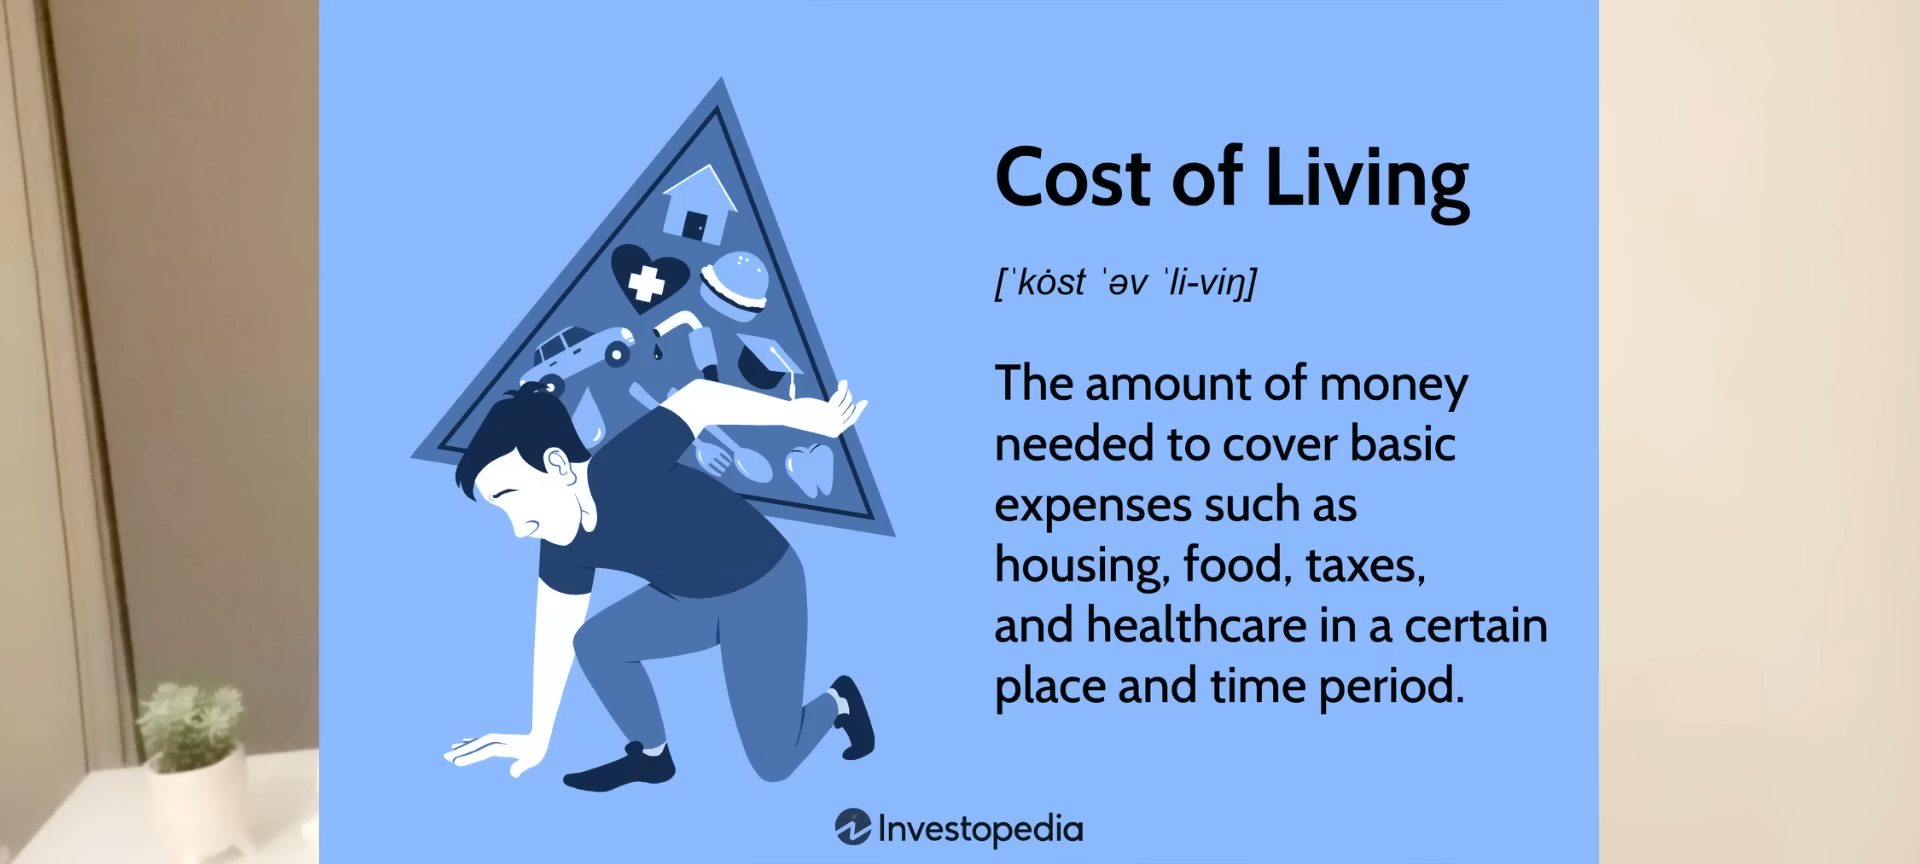 Cost of Living
[ˈkȯst ˈəv ˈli-viŋ]
The amount of money
needed to cover basic
expenses such as
housing, food, taxes,
and healthcare in a certain
place and time period.
Investopedia